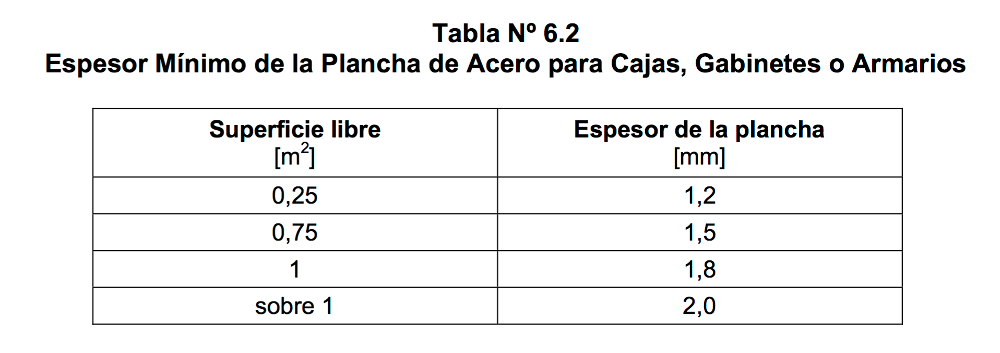 Tabla Nº 6.2
Espesor Mínimo de la Plancha de Acero para Cajas, Gabinetes o Armarios
Superficie libre Espesor de la plancha
[m²] [mm]
0,25 1,2
0,75 1,5
1 1,8
sobre 1 2,0